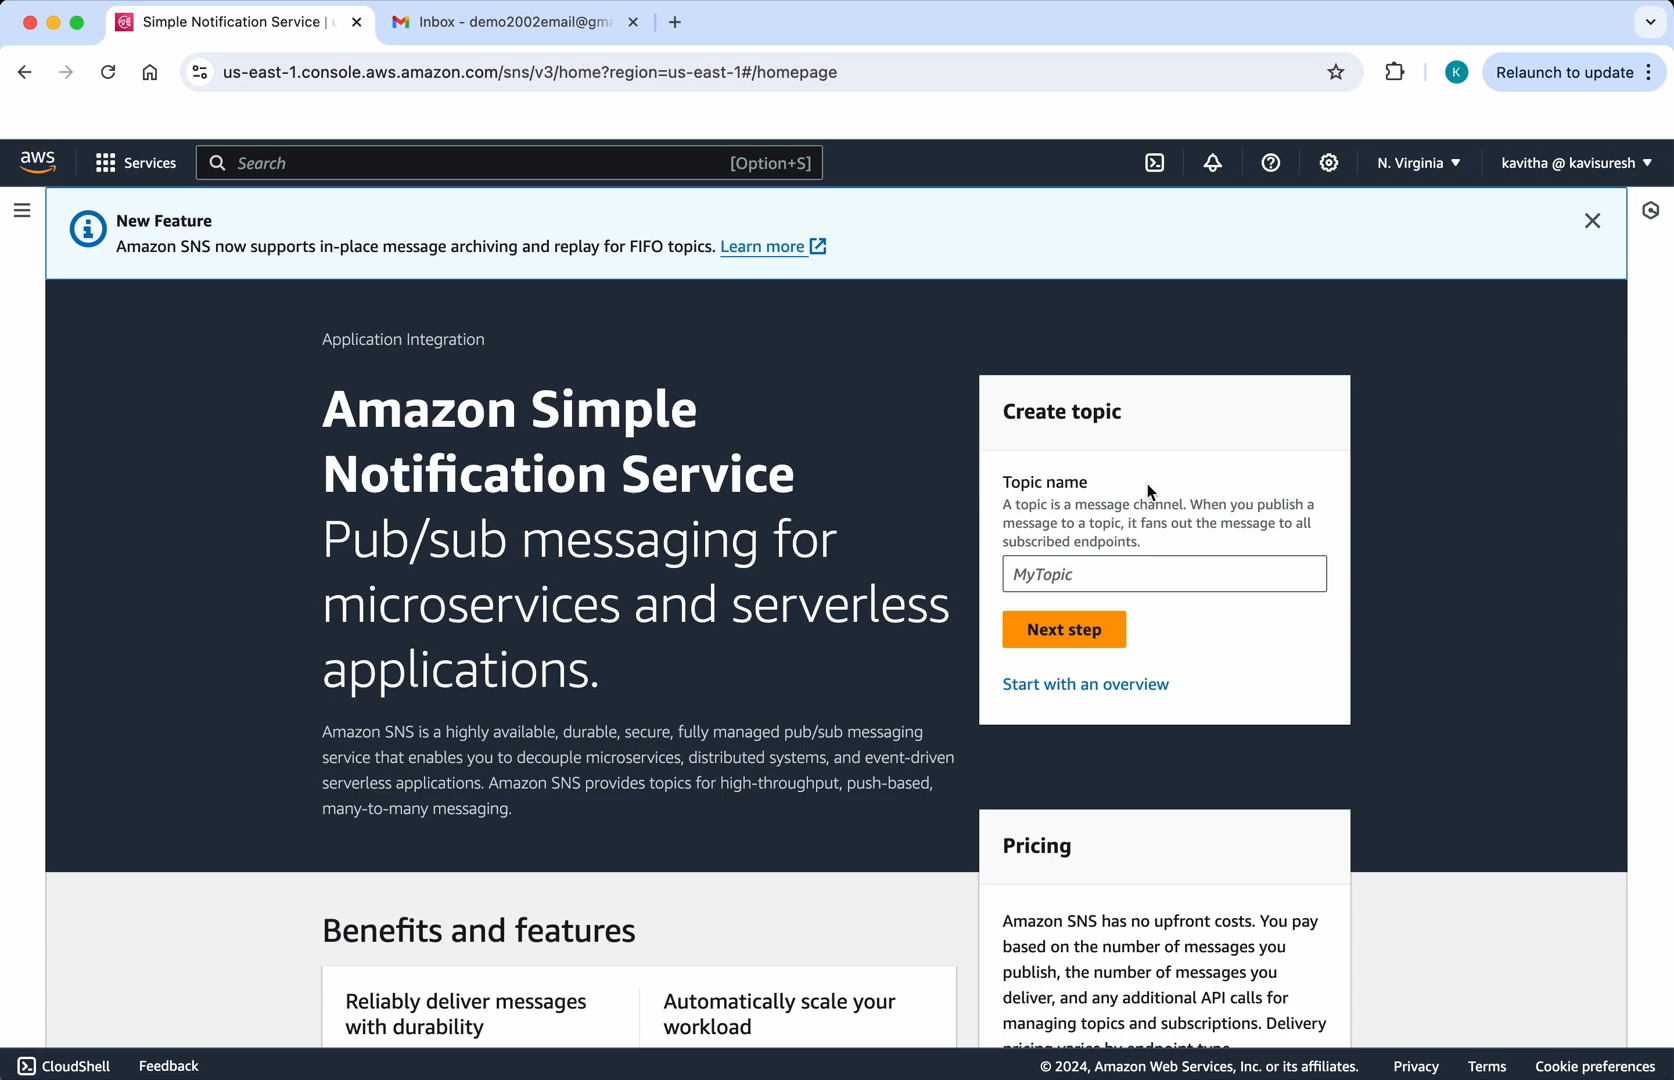 Simple Notification Service |
Inbox - demo2002email@gm
us-east-1.console.aws.amazon.com/sns/v3/home?region=us-east-1#/homepage
K
Relaunch to update
aws
Services
Search
[Option+S]
N. Virginia
kavitha @ kavisuresh
New Feature
Amazon SNS now supports in-place message archiving and replay for FIFO topics. Learn more
Application Integration
Amazon Simple
Notification Service
Pub/sub messaging for
microservices and serverless
applications.
Amazon SNS is a highly available, durable, secure, fully managed pub/sub messaging
service that enables you to decouple microservices, distributed systems, and event-driven
serverless applications. Amazon SNS provides topics for high-throughput, push-based,
many-to-many messaging.
Create topic
Topic name
A topic is a message channel. When you publish a
message to a topic, it fans out the message to all
subscribed endpoints.
MyTopic
Next step
Start with an overview
Pricing
Amazon SNS has no upfront costs. You pay
based on the number of messages you
publish, the number of messages you
deliver, and any additional API calls for
managing topics and subscriptions. Delivery
pricing varies by endpoint type.
Benefits and features
Reliably deliver messages
with durability
Automatically scale your
workload
CloudShell
Feedback
© 2024, Amazon Web Services, Inc. or its affiliates.
Privacy
Terms
Cookie preferences